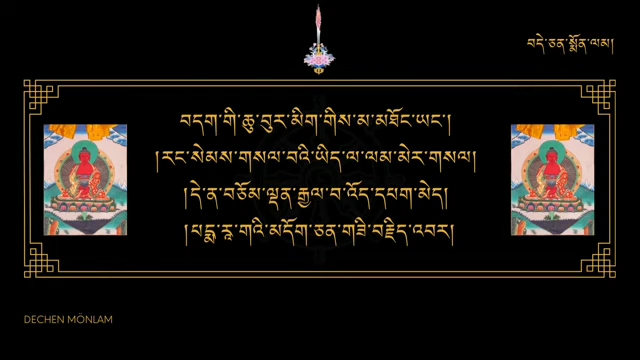 བདེ་ཅན་སྨོན་ལམ།
བདག་གི་ཆུ་བུར་མིག་གིས་མ་མཐོང་ཡང་།
།རང་སེམས་གསལ་བའི་ཡིད་ལ་ལམ་མེར་གསལ།
།དེ་ན་བཅོམ་ལྡན་རྒྱལ་བ་འོད་དཔག་མེད།
།པདྨ་རཱ་གའི་མདོག་ཅན་གཟི་བརྗིད་འབར།
DECHEN MÖNLAM